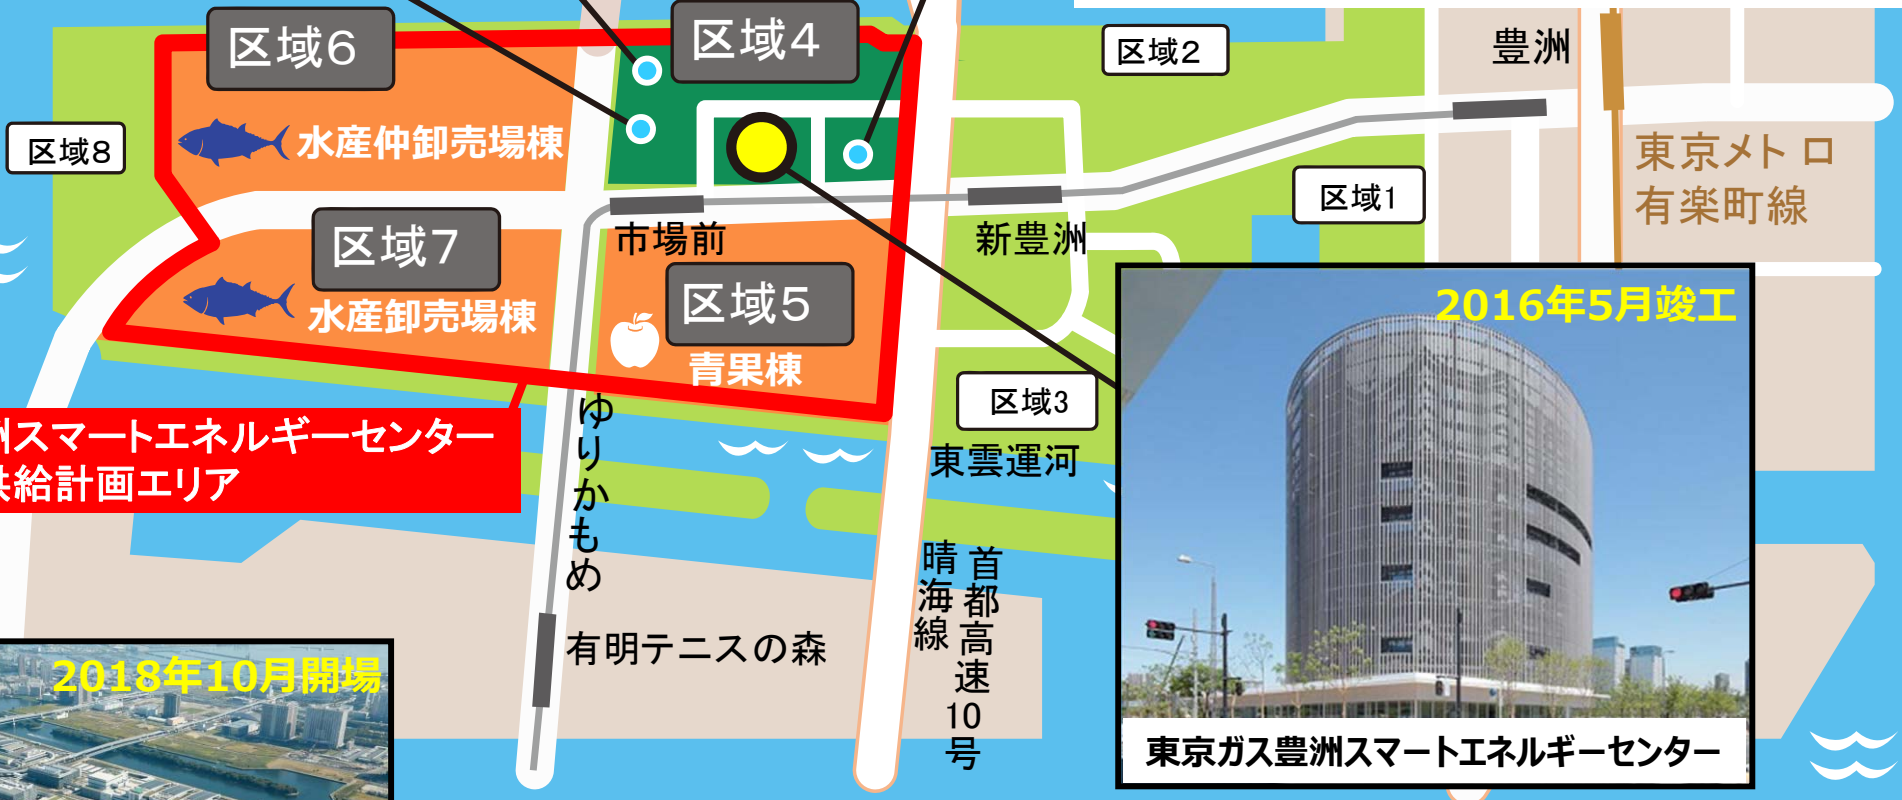 区域6
区域4
区域2
豊洲
区域8
水産仲卸売場棟
東京メトロ
有楽町線
区域1
区域7
市場前
新豊洲
水産卸売場棟
区域5
青果棟
2016年5月竣工
区域3
スマートエネルギーセンター
給計画エリア
ゆりかもめ
東雲運河
首都高速10号
晴海線
有明テニスの森
2018年10月開場
東京ガス豊洲スマートエネルギーセンター